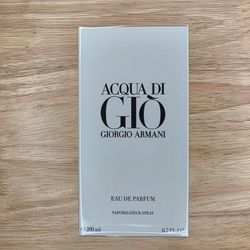 ACQUA DI
GIÒ
GIORGIO ARMANI
EAU DE PARFUM
VAPORISATEUR SPRAY
200 ml 6.7 FL. OZ